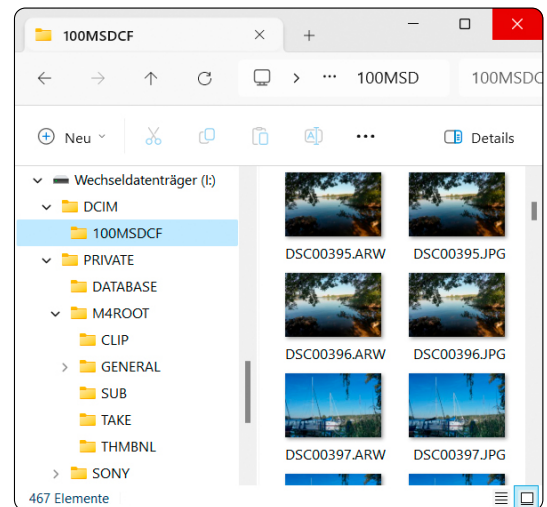 100MSDCF
100MSD
100MSDC
Neu
Details
Wechseldatenträger (I:)
DCIM
100MSDCF
PRIVATE
DATABASE
M4ROOT
CLIP
GENERAL
SUB
TAKE
THMBNL
SONY
DSC00395.ARW DSC00395.JPG
DSC00396.ARW DSC00396.JPG
DSC00397.ARW DSC00397.JPG
467 Elemente